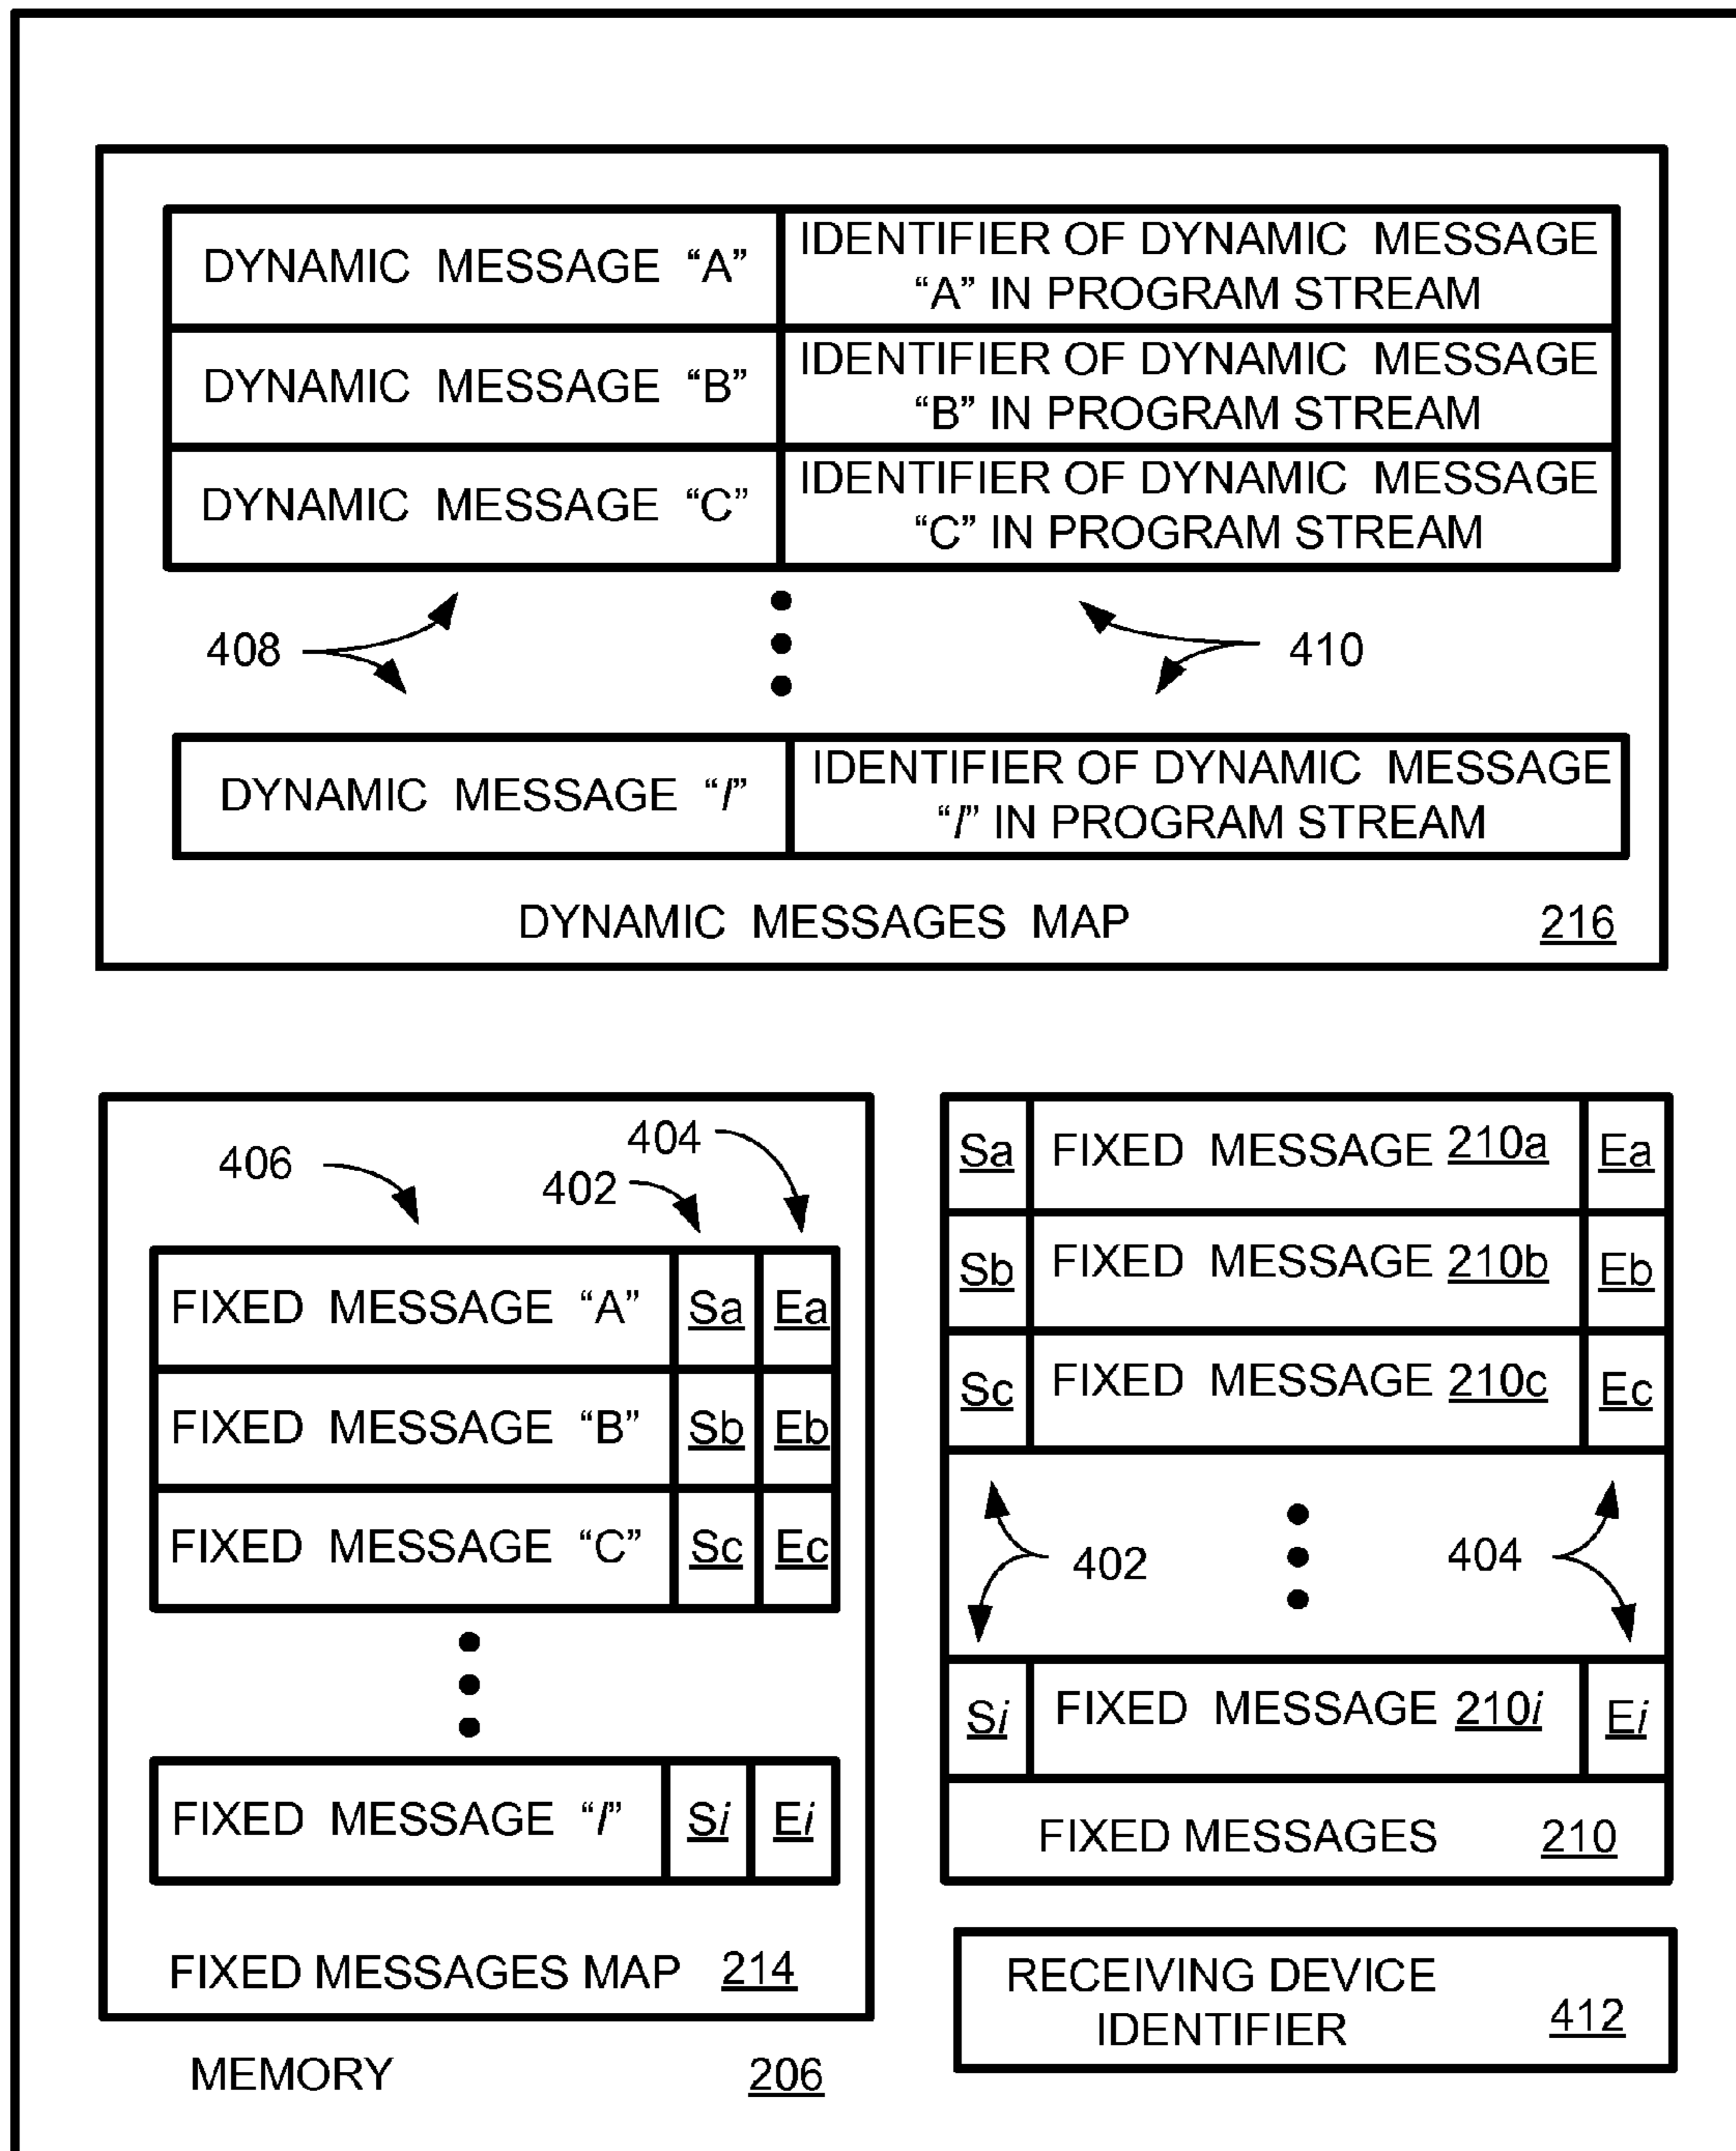 DYNAMIC MESSAGE “A”
IDENTIFIER OF DYNAMIC MESSAGE
“A” IN PROGRAM STREAM
DYNAMIC MESSAGE “B”
IDENTIFIER OF DYNAMIC MESSAGE
“B” IN PROGRAM STREAM
DYNAMIC MESSAGE “C”
IDENTIFIER OF DYNAMIC MESSAGE
“C” IN PROGRAM STREAM
408
410
DYNAMIC MESSAGE “I”
IDENTIFIER OF DYNAMIC MESSAGE
“I” IN PROGRAM STREAM
DYNAMIC MESSAGES MAP 216
406
402
404
FIXED MESSAGE “A” Sa Ea
FIXED MESSAGE “B” Sb Eb
FIXED MESSAGE “C” Sc Ec
FIXED MESSAGE “I” Si Ei
FIXED MESSAGES MAP 214
Sa FIXED MESSAGE 210a Ea
Sb FIXED MESSAGE 210b Eb
Sc FIXED MESSAGE 210c Ec
402
404
Si FIXED MESSAGE 210i Ei
FIXED MESSAGES 210
RECEIVING DEVICE
IDENTIFIER 412
MEMORY 206